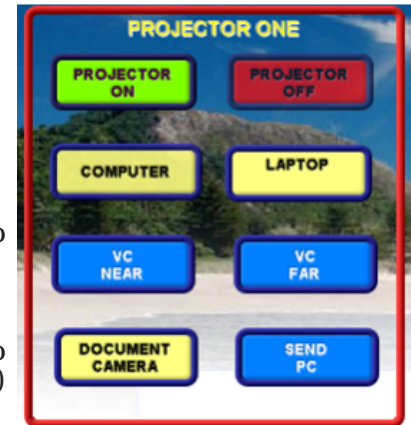 PROJECTOR ONE
PROJECTOR
ON
PROJECTOR
OFF
COMPUTER
LAPTOP
VC
NEAR
VC
FAR
DOCUMENT
CAMERA
SEND
PC
)